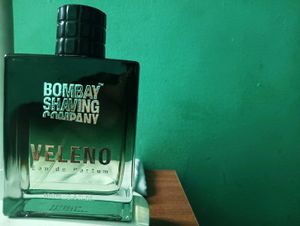 BOMBAY
SHAVING
COMPANY
VELENO
Eau de Parfum